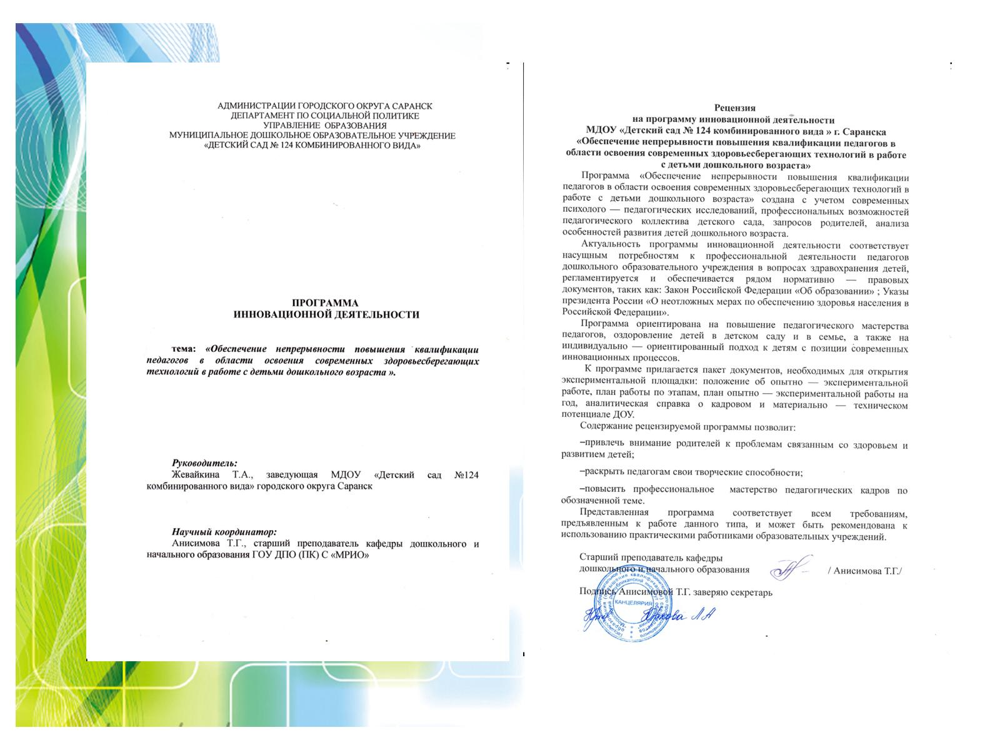 АДМИНИСТРАЦИИ ГОРОДСКОГО ОКРУГА САРАНСК
ДЕПАРТАМЕНТ ПО СОЦИАЛЬНОЙ ПОЛИТИКЕ
УПРАВЛЕНИЕ ОБРАЗОВАНИЯ
МУНИЦИПАЛЬНОЕ ДОШКОЛЬНОЕ ОБРАЗОВАТЕЛЬНОЕ УЧРЕЖДЕНИЕ
«ДЕТСКИЙ САД № 124 КОМБИНИРОВАННОГО ВИДА»
ПРОГРАММА
ИННОВАЦИОННОЙ ДЕЯТЕЛЬНОСТИ
тема: «Обеспечение непрерывности повышения квалификации
педагогов в области освоения современных здоровьесберегающих
технологий в работе с детьми дошкольного возраста ».
Руководитель:
Жевайкина Т.А., заведующая МДОУ «Детский сад №124
комбинированного вида» городского округа Саранск
Научный координатор:
Анисимова Т.Г., старший преподаватель кафедры дошкольного и
начального образования ГОУ ДПО (ПК) С «МРИО»
Рецензия
на программу инновационной деятельности
МДОУ «Детский сад № 124 комбинированного вида » г. Саранска
«Обеспечение непрерывности повышения квалификации педагогов в
области освоения современных здоровьесберегающих технологий в работе
с детьми дошкольного возраста»
Программа «Обеспечение непрерывности повышения квалификации
педагогов в области освоения современных здоровьесберегающих технологий в
работе с детьми дошкольного возраста» создана с учетом современных
психолого — педагогических исследований, профессиональных возможностей
педагогического коллектива детского сада, запросов родителей, анализа
особенностей развития детей дошкольного возраста.
Актуальность программы инновационной деятельности соответствует
насущным потребностям к профессиональной деятельности педагогов
дошкольного образовательного учреждения в вопросах здравохранения детей,
регламентируется и обеспечивается рядом нормативно — правовых
документов, таких как: Закон Российской Федерации «Об образовании» ; Указы
президента России «О неотложных мерах по обеспечению здоровья населения в
Российской Федерации».
Программа ориентирована на повышение педагогического мастерства
педагогов, оздоровление детей в детском саду и в семье, а также на
индивидуально — ориентированный подход к детям с позиции современных
инновационных процессов.
К программе прилагается пакет документов, необходимых для открытия
экспериментальной площадки: положение об опытно — экспериментальной
работе, план работы по этапам, план опытно — экспериментальной работы на
год, аналитическая справка о кадровом и материально — техническом
потенциале ДОУ.
Содержание рецензируемой программы позволит:
–привлечь внимание родителей к проблемам связанным со здоровьем и
развитием детей;
–раскрыть педагогам свои творческие способности;
–повысить профессиональное мастерство педагогических кадров по
обозначенной теме.
Представленная программа соответствует всем требованиям,
предъявленным к работе данного типа, и может быть рекомендована к
использованию практическими работниками образовательных учреждений.
Старший преподаватель кафедры
дошкольного и начального образования / Анисимова Т.Г./
Подпись Анисимовой Т.Г. заверяю секретарь
КАНЦЕЛЯРИЯ